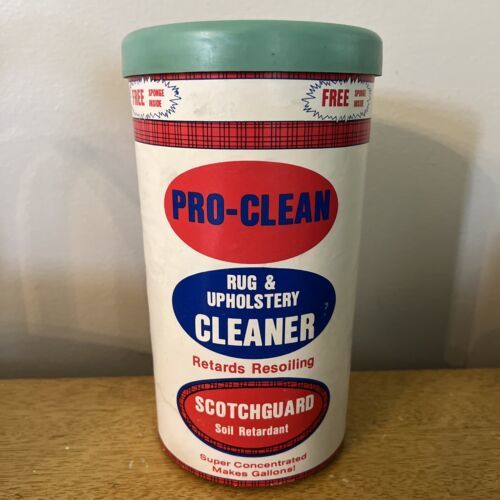 FREE SPONGE INSIDE
FREE SPONGE INSIDE
PRO-CLEAN
RUG &
UPHOLSTERY
CLEANER
Retards Resoiling
SCOTCHGUARD
Soil Retardant
Super Concentrated
Makes Gallons!